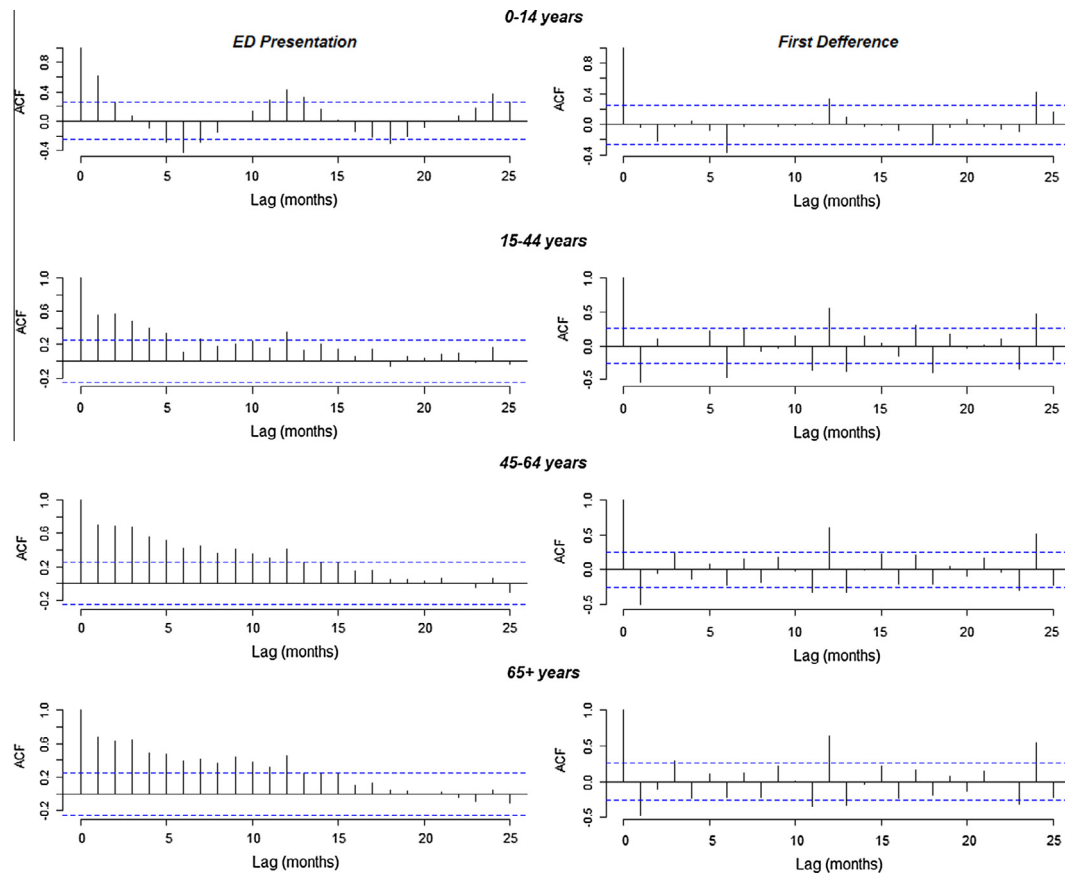 0-14 years
ED Presentation
First Defference
ACF
0.8
0.4
0.0
-0.4
0 5 10 15 20 25
Lag (months)
ACF
0.8
0.4
0.0
-0.4
0 5 10 15 20 25
Lag (months)
15-44 years
ACF
1.0
0.6
0.2
-0.2
0 5 10 15 20 25
Lag (months)
ACF
1.0
0.5
0.0
-0.5
0 5 10 15 20 25
Lag (months)
45-64 years
ACF
1.0
0.6
0.2
-0.2
0 5 10 15 20 25
Lag (months)
ACF
1.0
0.5
0.0
-0.5
0 5 10 15 20 25
Lag (months)
65+ years
ACF
1.0
0.6
0.2
-0.2
0 5 10 15 20 25
Lag (months)
ACF
1.0
0.5
0.0
-0.5
0 5 10 15 20 25
Lag (months)